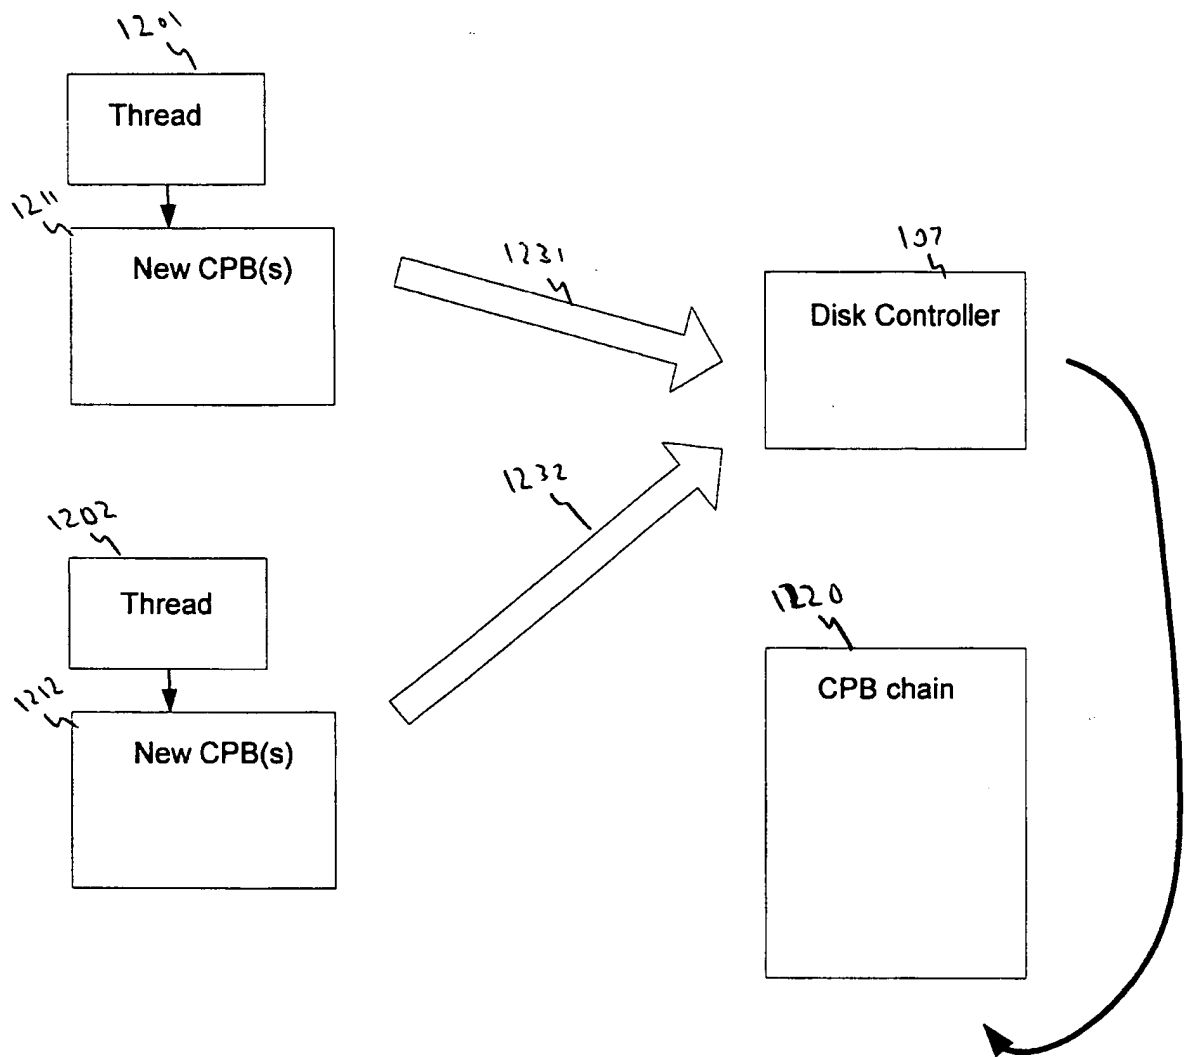 1201
Thread
1211
New CPB(s)
1231
107
Disk Controller
1232
1202
Thread
1212
New CPB(s)
1220
CPB chain